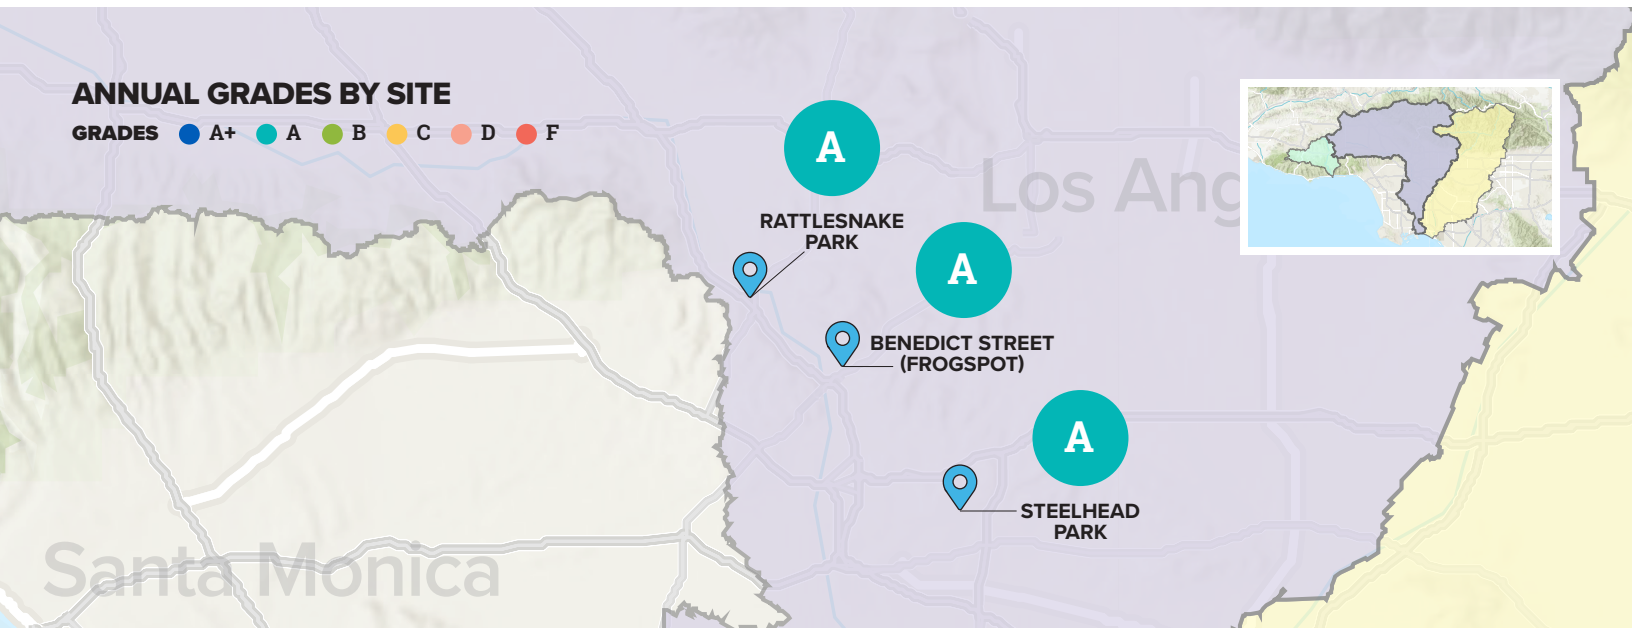 ANNUAL GRADES BY SITE
GRADES A+ A B C D F
A
RATTLESNAKE
PARK
Los Ang
A
BENEDICT STREET
(FROGSPOT)
A
STEELHEAD
PARK
Santa Monica